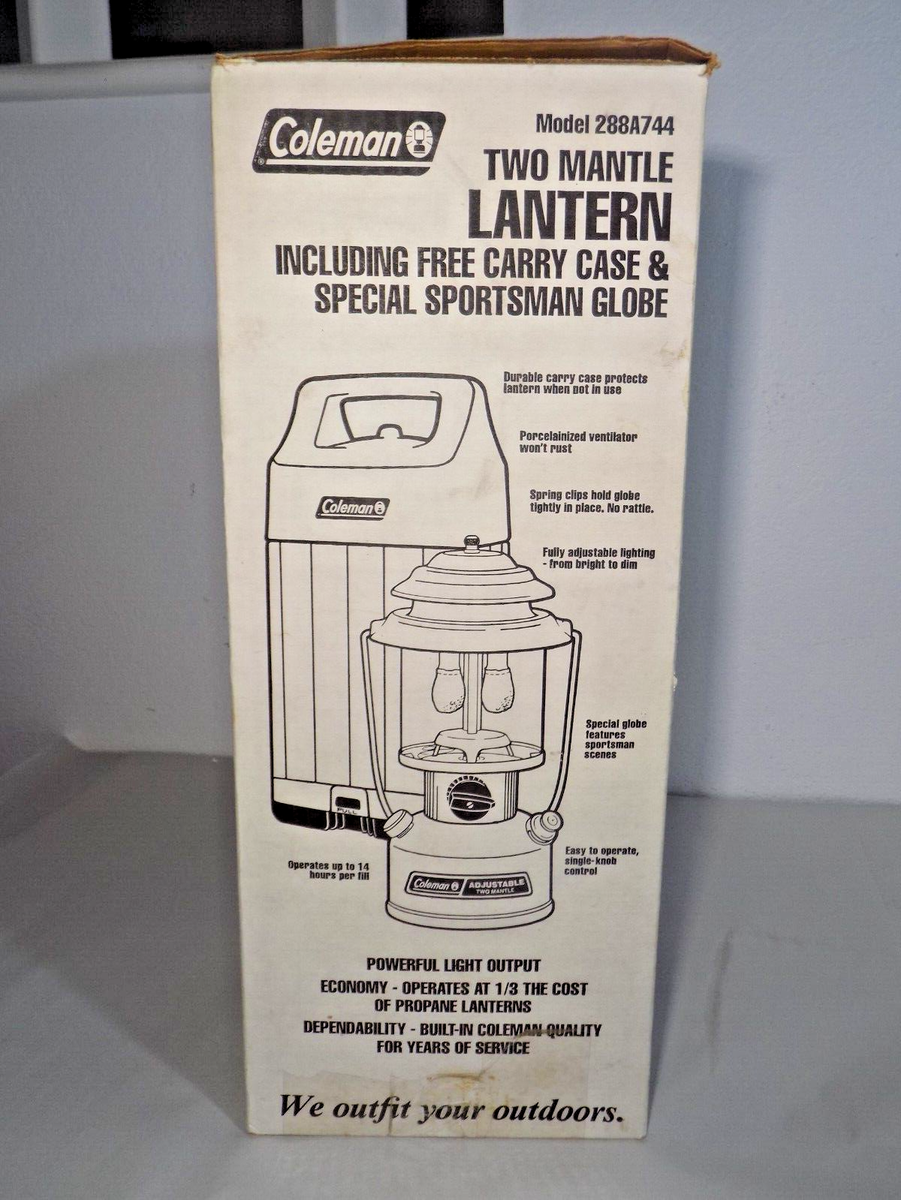 Coleman
Model 288A744
TWO MANTLE
LANTERN
INCLUDING FREE CARRY CASE &
SPECIAL SPORTSMAN GLOBE
Durable carry case protects
lantern when not in use
Porcelainized ventilator
won't rust
Spring clips hold globe
tightly in place. No rattle.
Coleman
Fully adjustable lighting
- from bright to dim
Special globe
features
sportsman
scenes
PULL
Easy to operate,
single-knob
control
Operates up to 14
hours per fill
Coleman ADJUSTABLE
TWO MANTLE
POWERFUL LIGHT OUTPUT
ECONOMY - OPERATES AT 1/3 THE COST
OF PROPANE LANTERNS
DEPENDABILITY - BUILT-IN COLEMAN QUALITY
FOR YEARS OF SERVICE
We outfit your outdoors.